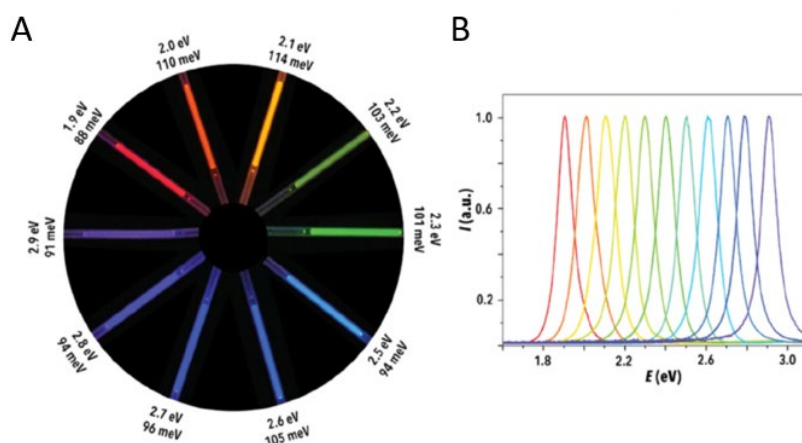 A
2.0 eV
110 meV
2.1 eV
114 meV
2.2 eV
103 meV
2.3 eV
101 meV
2.5 eV
94 meV
2.6 eV
105 meV
2.7 eV
96 meV
2.8 eV
94 meV
2.9 eV
91 meV
1.9 eV
88 meV
B
I (a.u.)
1.0
0.6
0.2
1.8
2.2
2.6
3.0
E (eV)